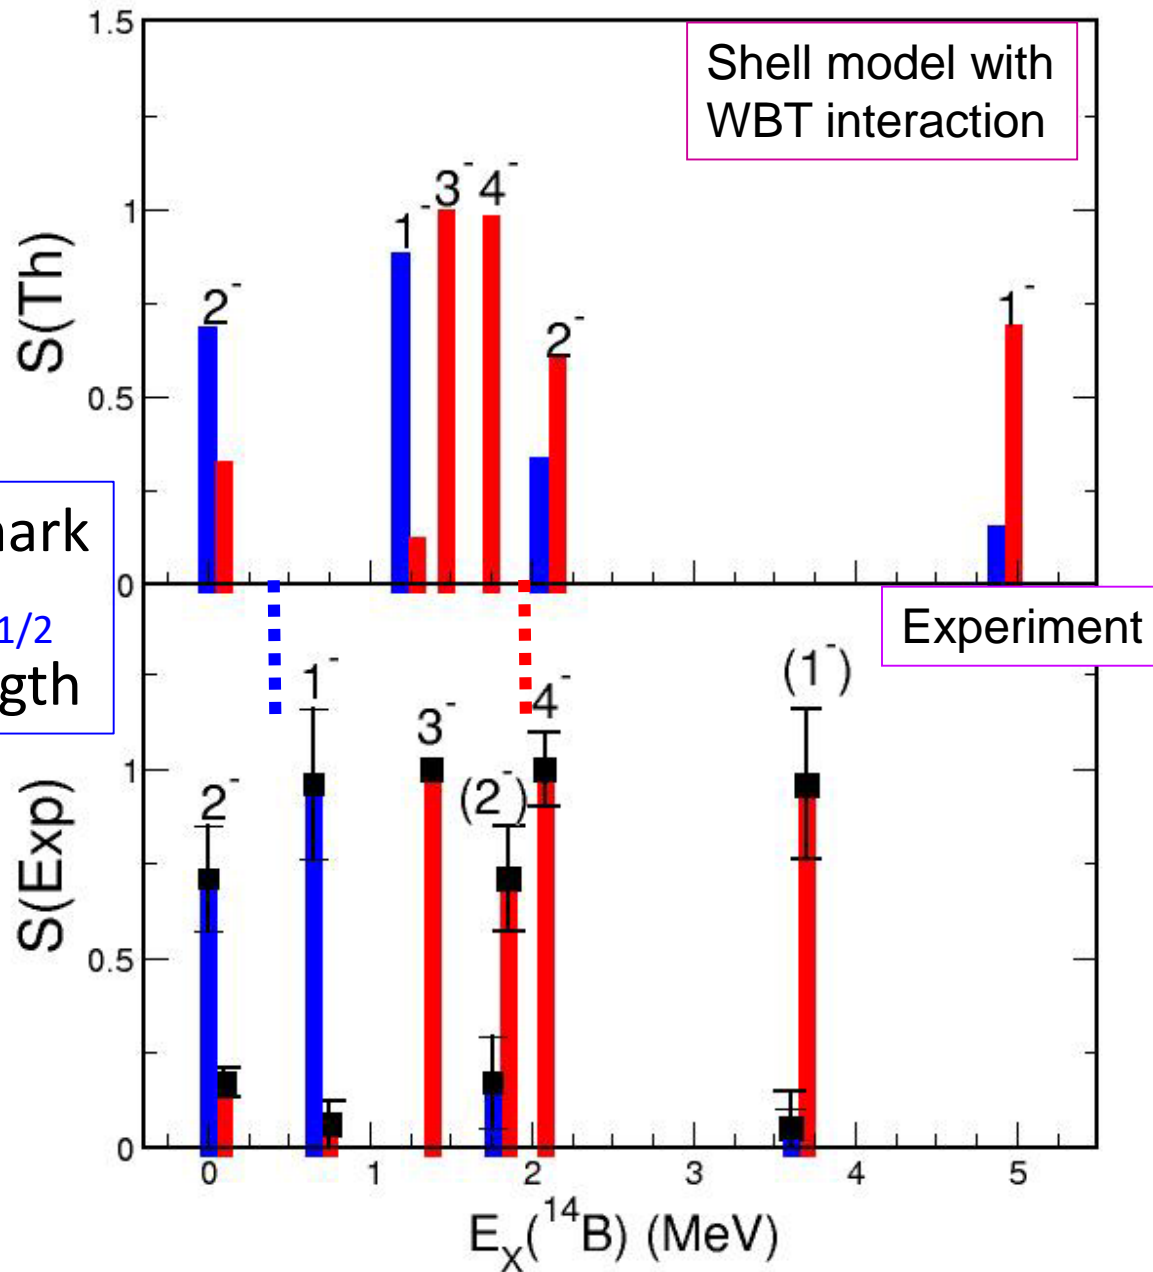 1.5
Shell model with
WBT interaction
3⁻ 4⁻
1⁻
1
2⁻
1⁻
2⁻
S(Th)
0.5
0
1/2
Experiment
1⁻
(1⁻)
3⁻
4⁻
2⁻
(2⁻)
1
S(Exp)
0.5
0
0 1 2 3 4 5
Eₓ(¹⁴B) (MeV)